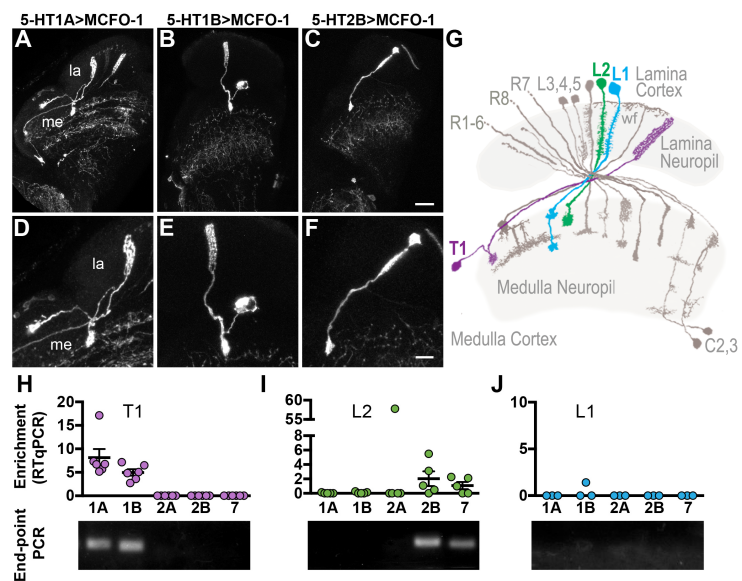 5-HT1A>MCFO-1 5-HT1B>MCFO-1 5-HT2B>MCFO-1
A B C G
la
me
L2 L1 Lamina Cortex
R7 L3,4,5
R8
R1-6
wf
Lamina Neuropil
D E F
la
me
T1
Medulla Neuropil
Medulla Cortex
C2,3
H I J
T1 L2 L1
Enrichment (RTqPCR)
20
15
10
5
0
1A 1B 2A 2B 7
60
55
8
6
4
2
0
1A 1B 2A 2B 7
10
5
0
1A 1B 2A 2B 7
End-point PCR